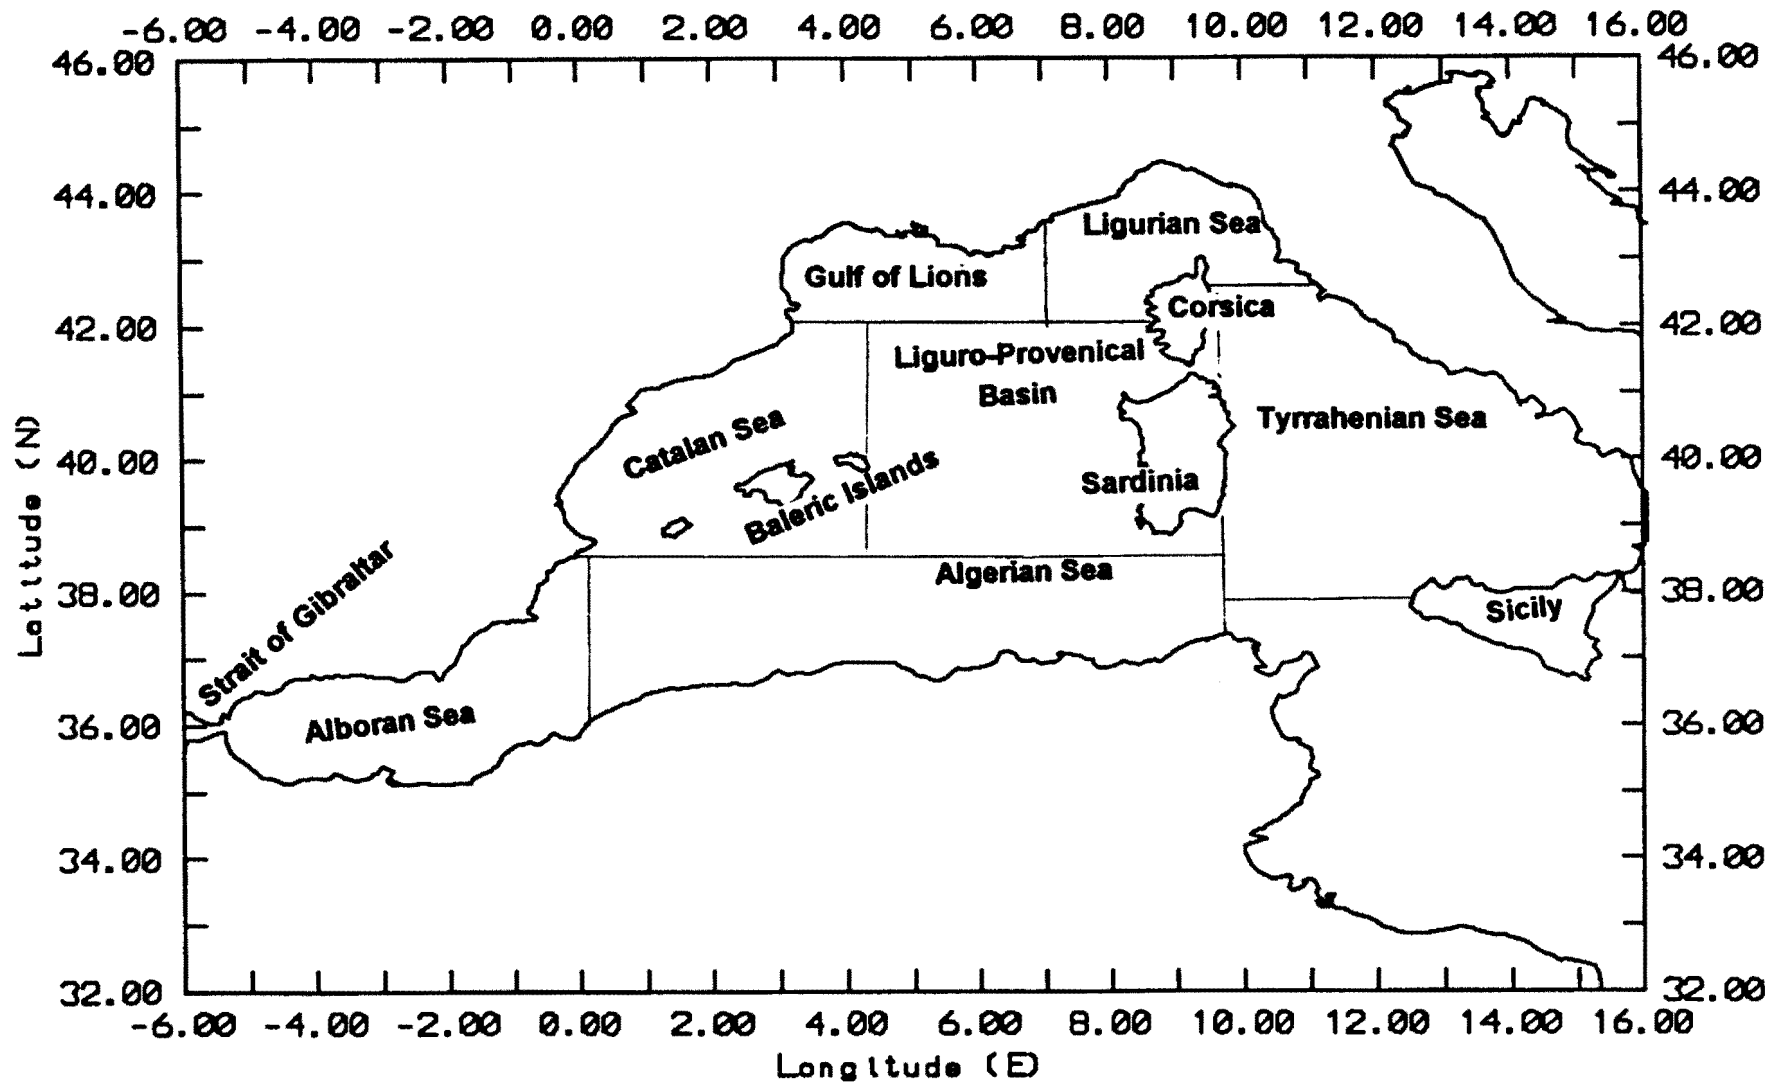 -6.00 -4.00 -2.00 0.00 2.00 4.00 6.00 8.00 10.00 12.00 14.00 16.00
46.00 46.00
44.00 44.00
Ligurian Sea
Gulf of Lions
Corsica
42.00 42.00
Liguro-Provenical
Basin
Tyrrahenian Sea
Catalan Sea
40.00 40.00
Sardinia
Baleric Islands
Latitude (N)
Algerian Sea
38.00 38.00
Sicily
Strait of Gibraltar
Alboran Sea
36.00 36.00
34.00 34.00
32.00 32.00
-6.00 -4.00 -2.00 0.00 2.00 4.00 6.00 8.00 10.00 12.00 14.00 16.00
Longitude (E)